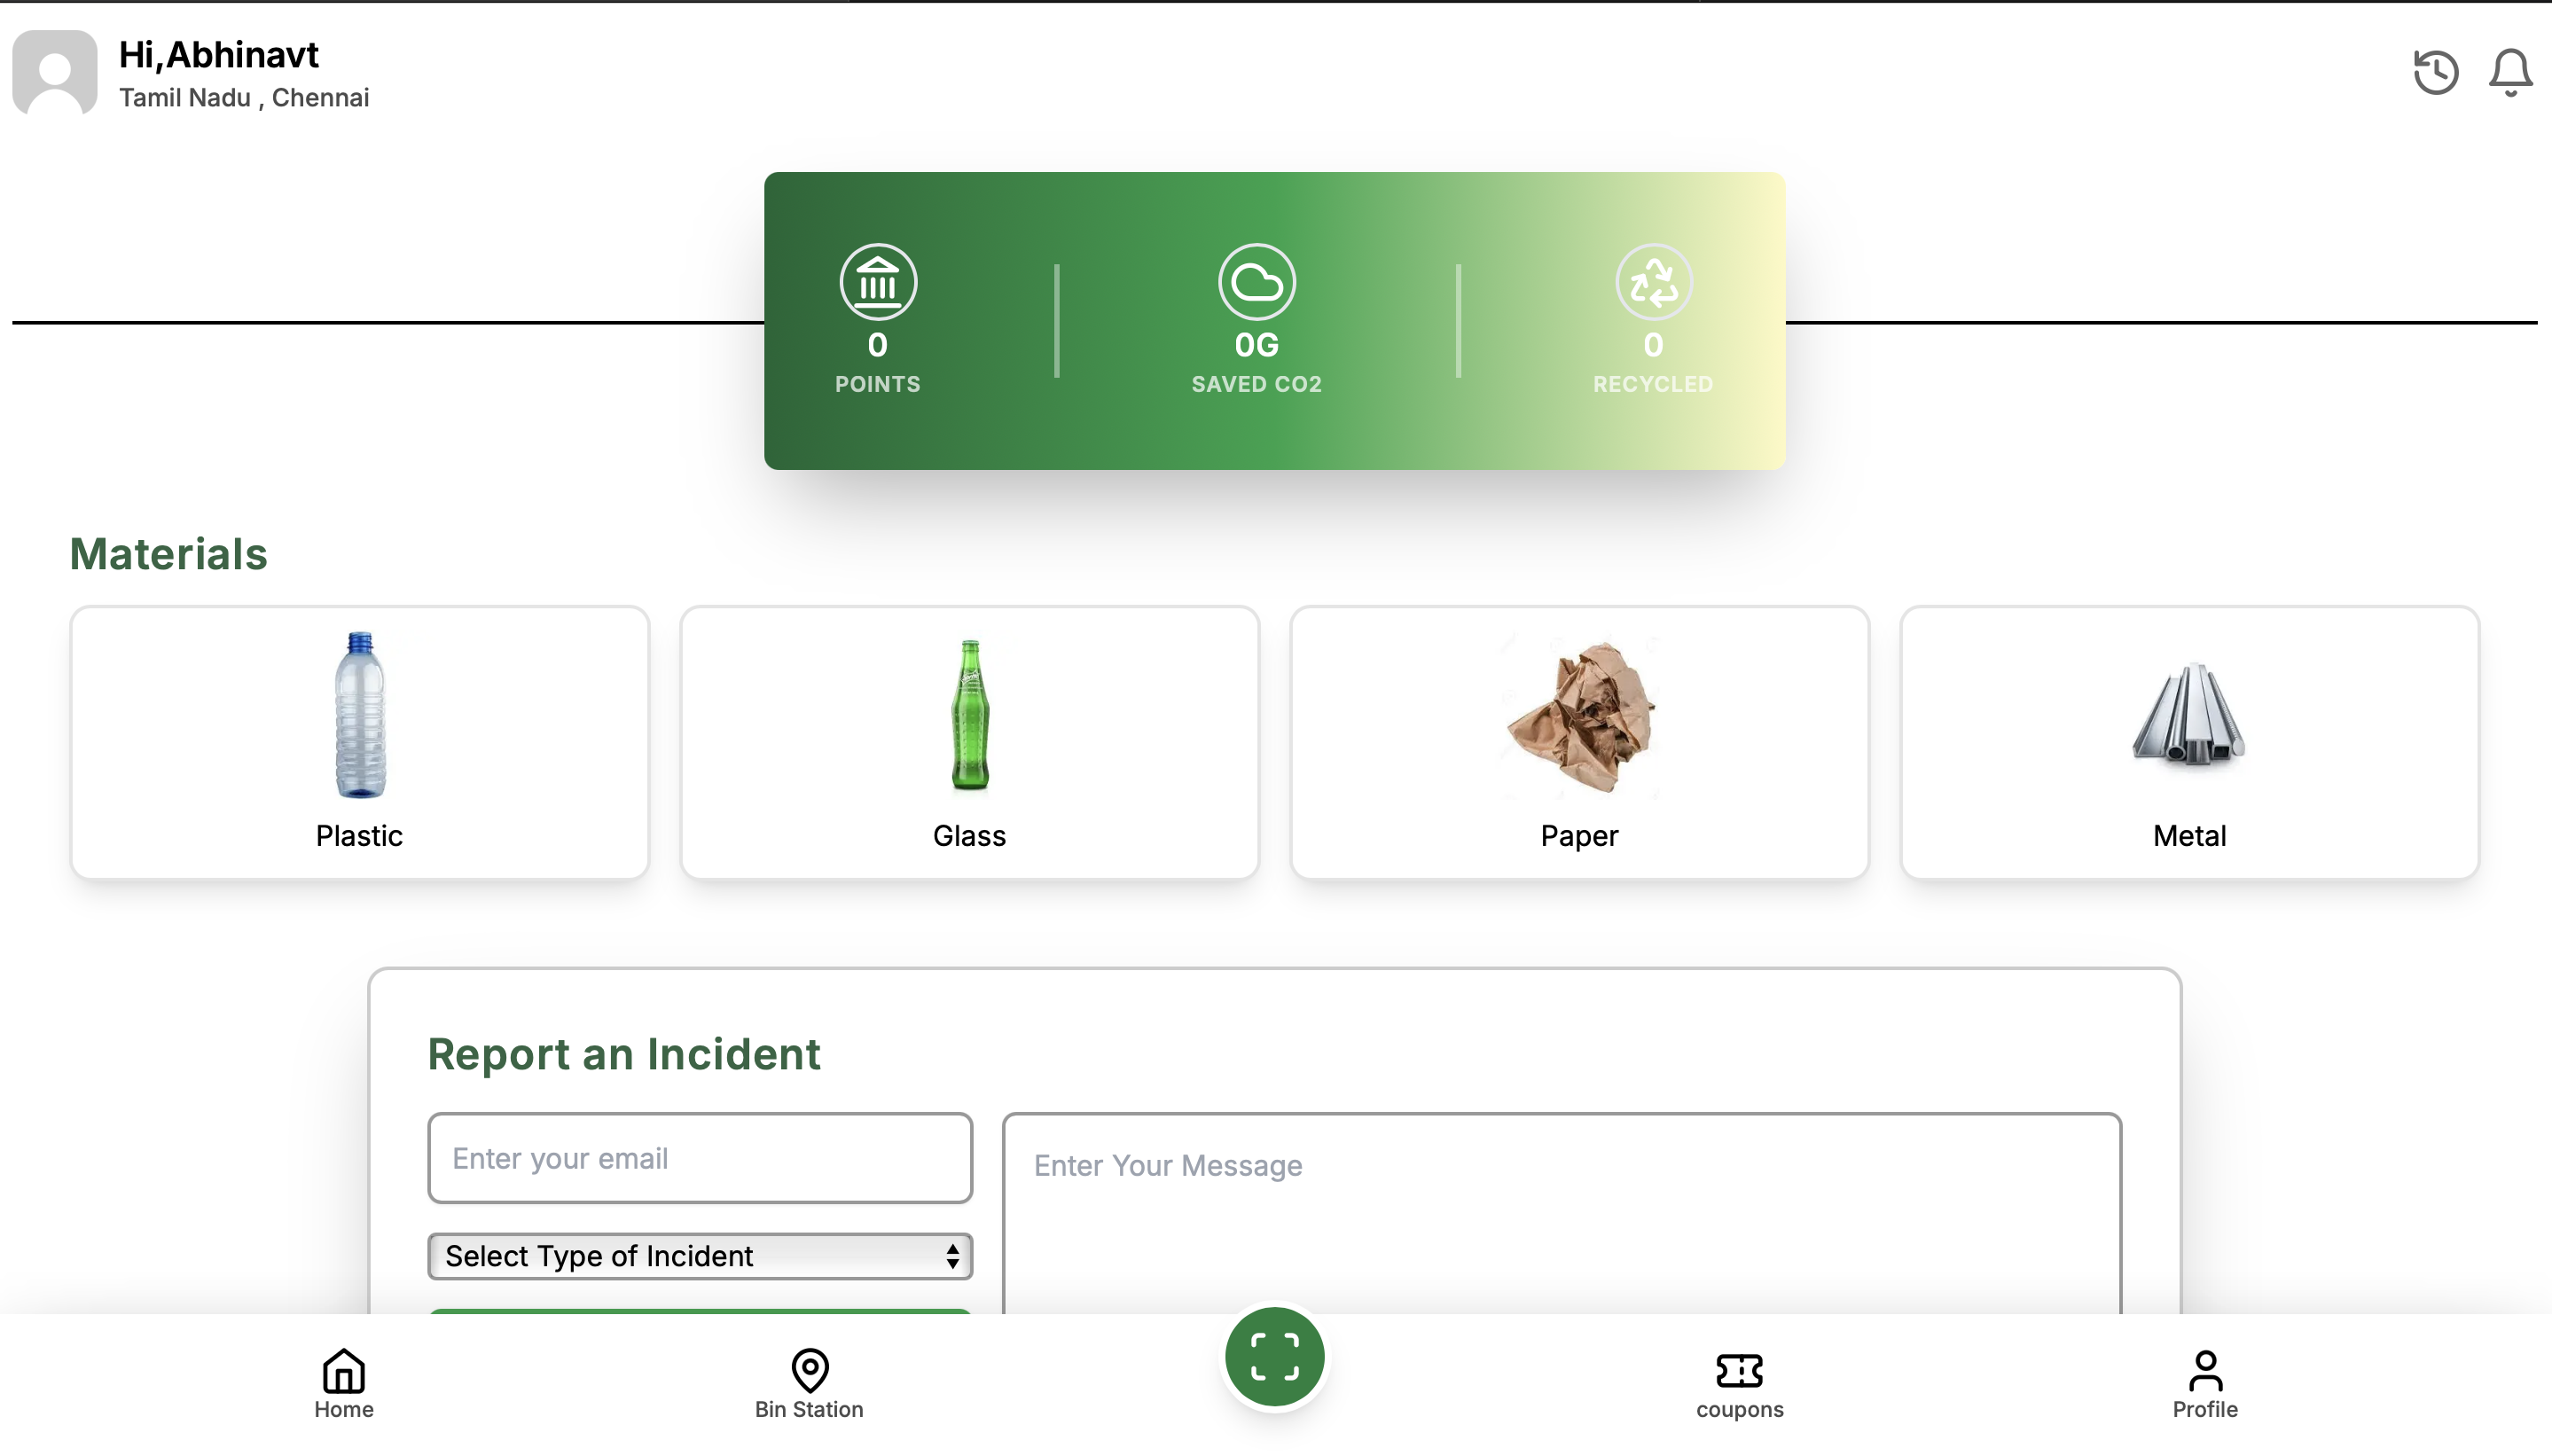 Hi,Abhinavt
Tamil Nadu , Chennai
0
POINTS
0G
SAVED CO2
0
RECYCLED
Materials
Plastic
Glass
Paper
Metal
Report an Incident
Enter your email
Enter Your Message
Select Type of Incident
Home
Bin Station
coupons
Profile